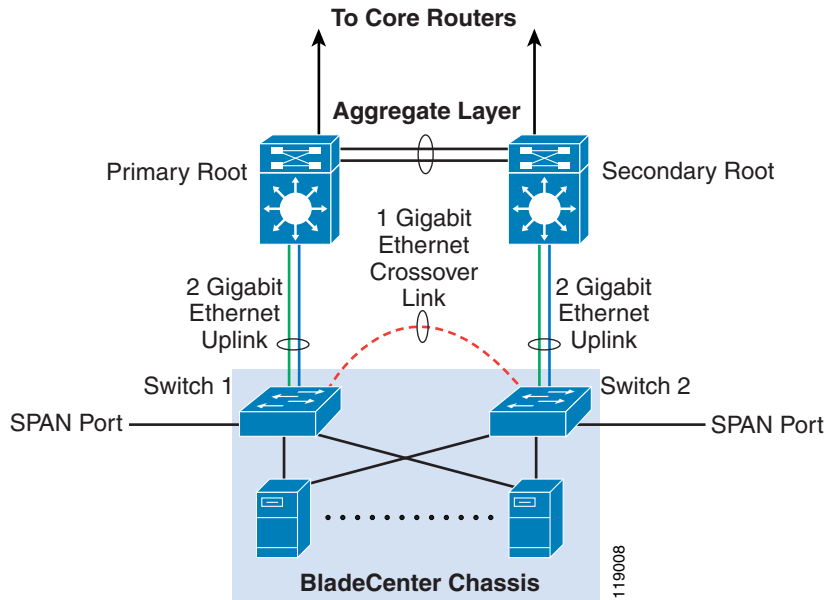 To Core Routers
Aggregate Layer
Primary Root
Secondary Root
1 Gigabit
Ethernet
Crossover
Link
2 Gigabit
Ethernet
Uplink
2 Gigabit
Ethernet
Uplink
Switch 1
Switch 2
SPAN Port
SPAN Port
BladeCenter Chassis
119008